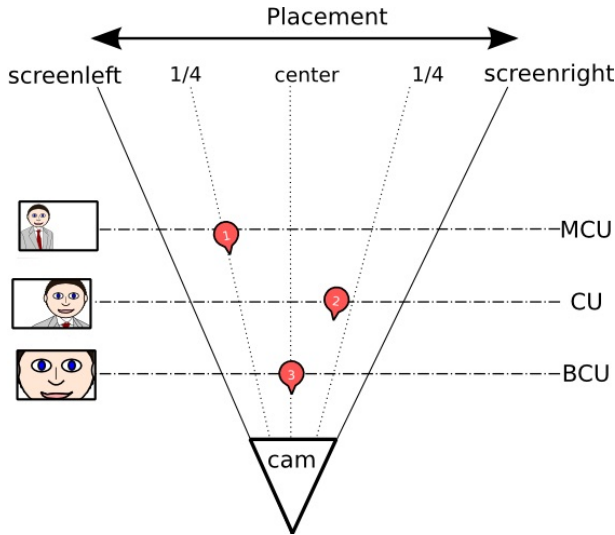 Placement
screenleft 1/4 center 1/4 screenright
1 MCU
2 CU
3 BCU
cam